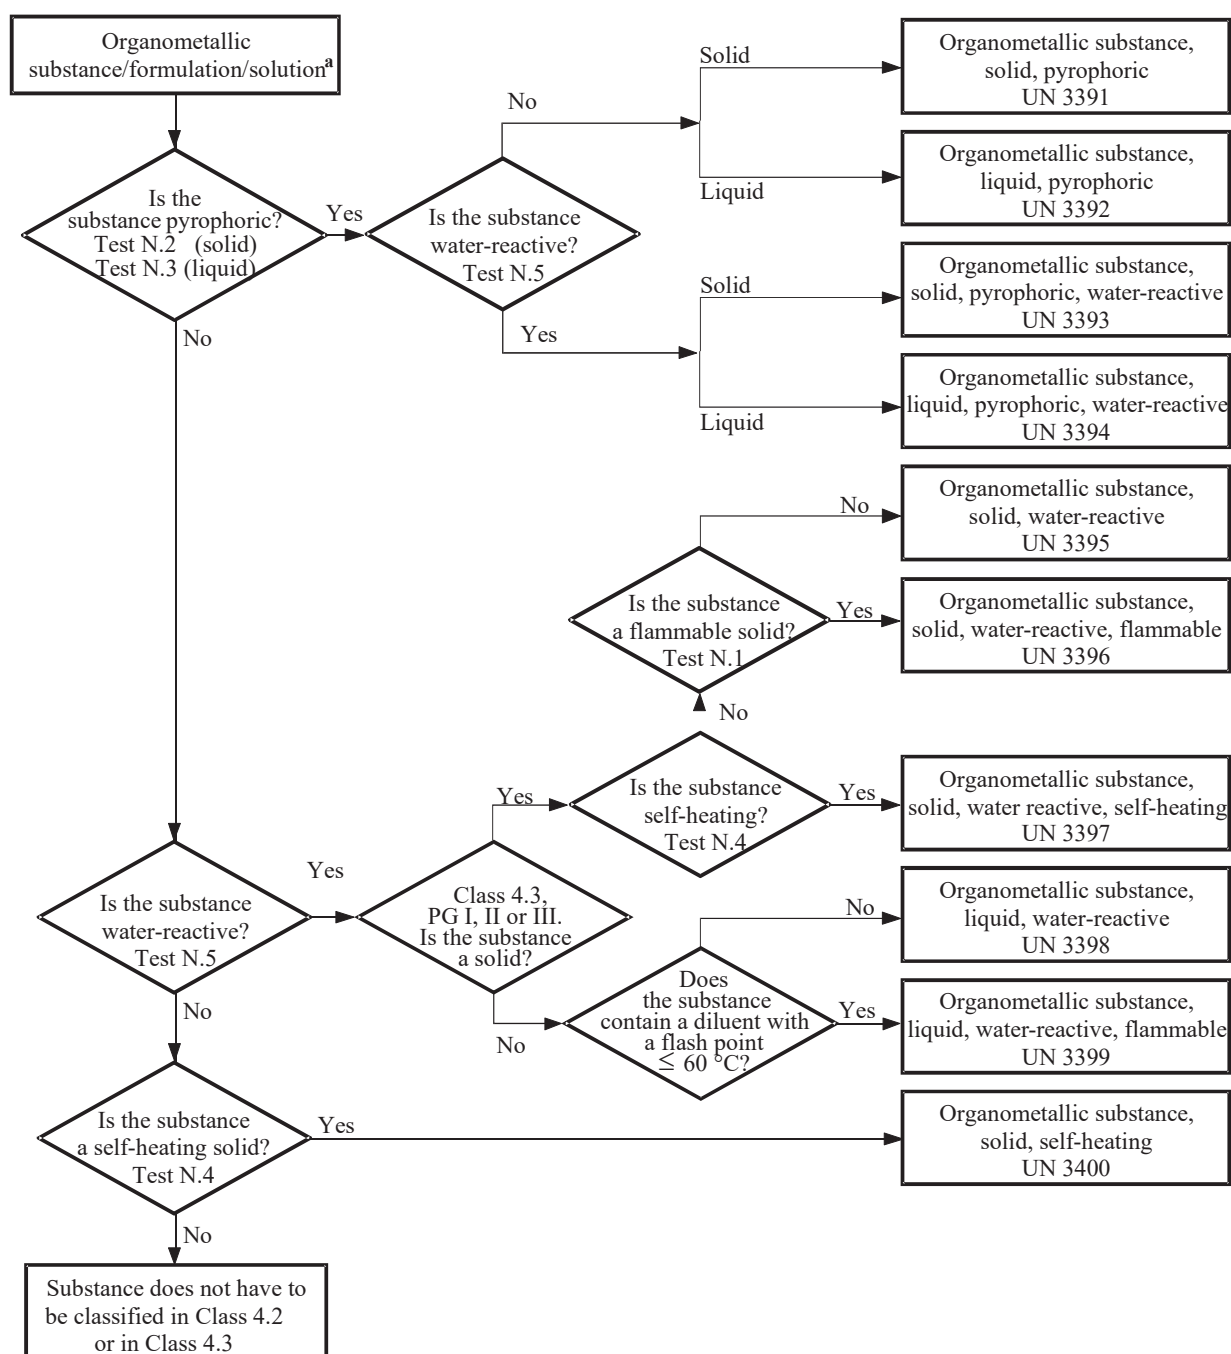 Organometallic
substance/formulation/solutionª
Is the
substance pyrophoric?
Test N.2 (solid)
Test N.3 (liquid)
Yes
No
Is the substance
water-reactive?
Test N.5
No
Yes
Solid
Liquid
Organometallic substance,
solid, pyrophoric
UN 3391
Organometallic substance,
liquid, pyrophoric
UN 3392
Solid
Liquid
Organometallic substance,
solid, pyrophoric, water-reactive
UN 3393
Organometallic substance,
liquid, pyrophoric, water-reactive
UN 3394
No
Organometallic substance,
solid, water-reactive
UN 3395
Is the substance
a flammable solid?
Test N.1
Yes
Organometallic substance,
solid, water-reactive, flammable
UN 3396
No
Is the substance
self-heating?
Test N.4
Yes
Yes
Organometallic substance,
solid, water reactive, self-heating
UN 3397
Is the substance
water-reactive?
Test N.5
Yes
No
Class 4.3,
PG I, II or III.
Is the substance
a solid?
No
No
Organometallic substance,
liquid, water-reactive
UN 3398
Does
the substance
contain a diluent with
a flash point
≤ 60 °C?
Yes
Organometallic substance,
liquid, water-reactive, flammable
UN 3399
Is the substance
a self-heating solid?
Test N.4
Yes
Organometallic substance,
solid, self-heating
UN 3400
No
Substance does not have to
be classified in Class 4.2
or in Class 4.3